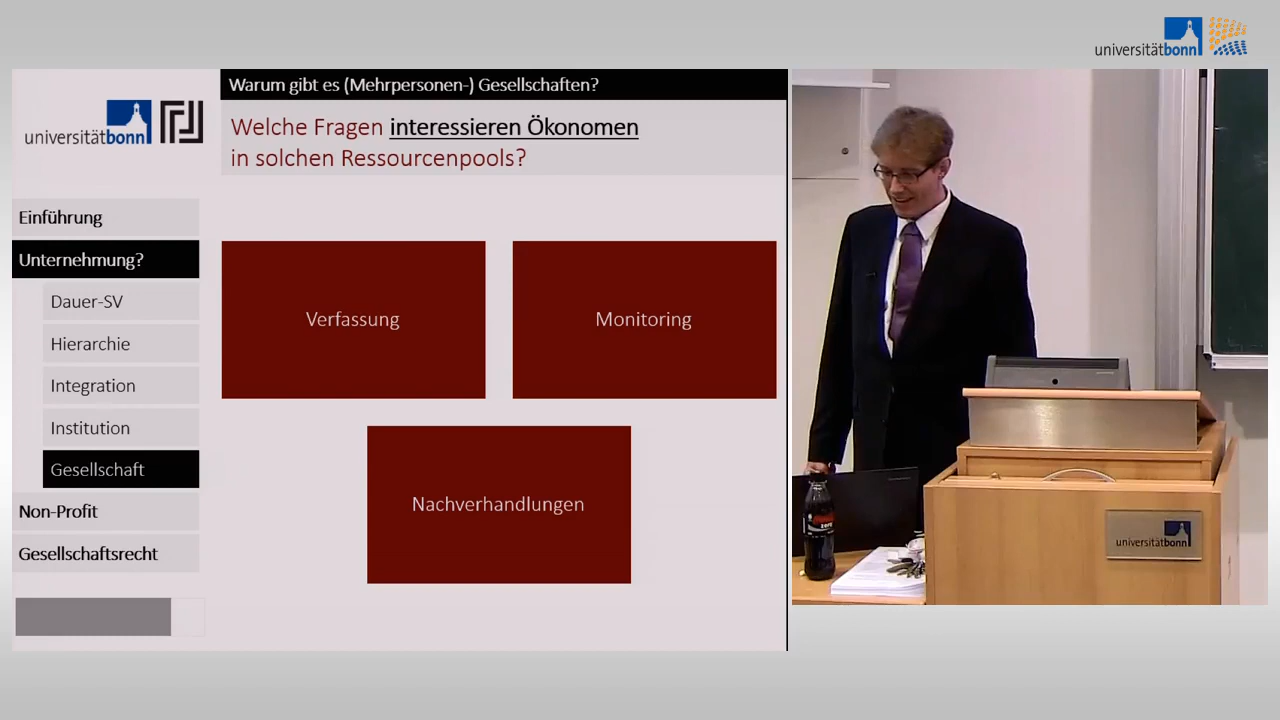 universitätbonn
universitätbonn
Warum gibt es (Mehrpersonen-) Gesellschaften?
Welche Fragen interessieren Ökonomen
in solchen Ressourcenpools?
Einführung
Unternehmung?
Dauer-SV
Hierarchie
Integration
Institution
Gesellschaft
Non-Profit
Gesellschaftsrecht
Verfassung
Monitoring
Nachverhandlungen
universitätbonn